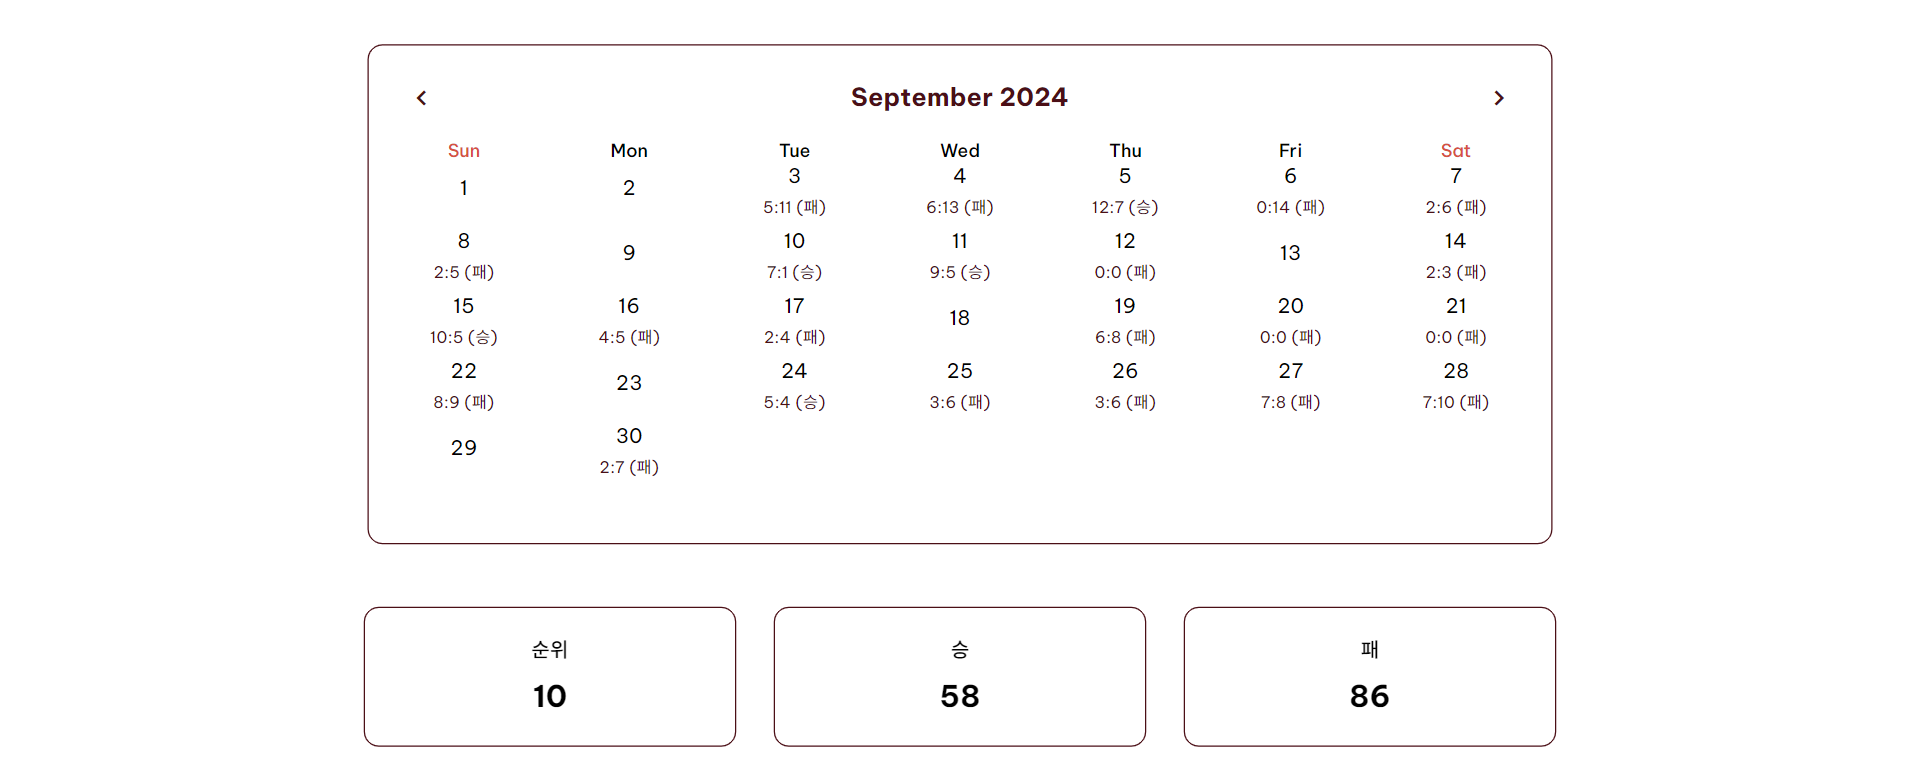 September 2024
Sun Mon Tue Wed Thu Fri Sat
1 2 3 4 5 6 7
5:11 (패) 6:13 (패) 12:7 (승) 0:14 (패) 2:6 (패)
8 9 10 11 12 13 14
2:5 (패) 7:1 (승) 9:5 (승) 0:0 (패) 2:3 (패)
15 16 17 18 19 20 21
10:5 (승) 4:5 (패) 2:4 (패) 6:8 (패) 0:0 (패) 0:0 (패)
22 23 24 25 26 27 28
8:9 (패) 5:4 (승) 3:6 (패) 3:6 (패) 7:8 (패) 7:10 (패)
29 30
2:7 (패)
순위 승 패
10 58 86